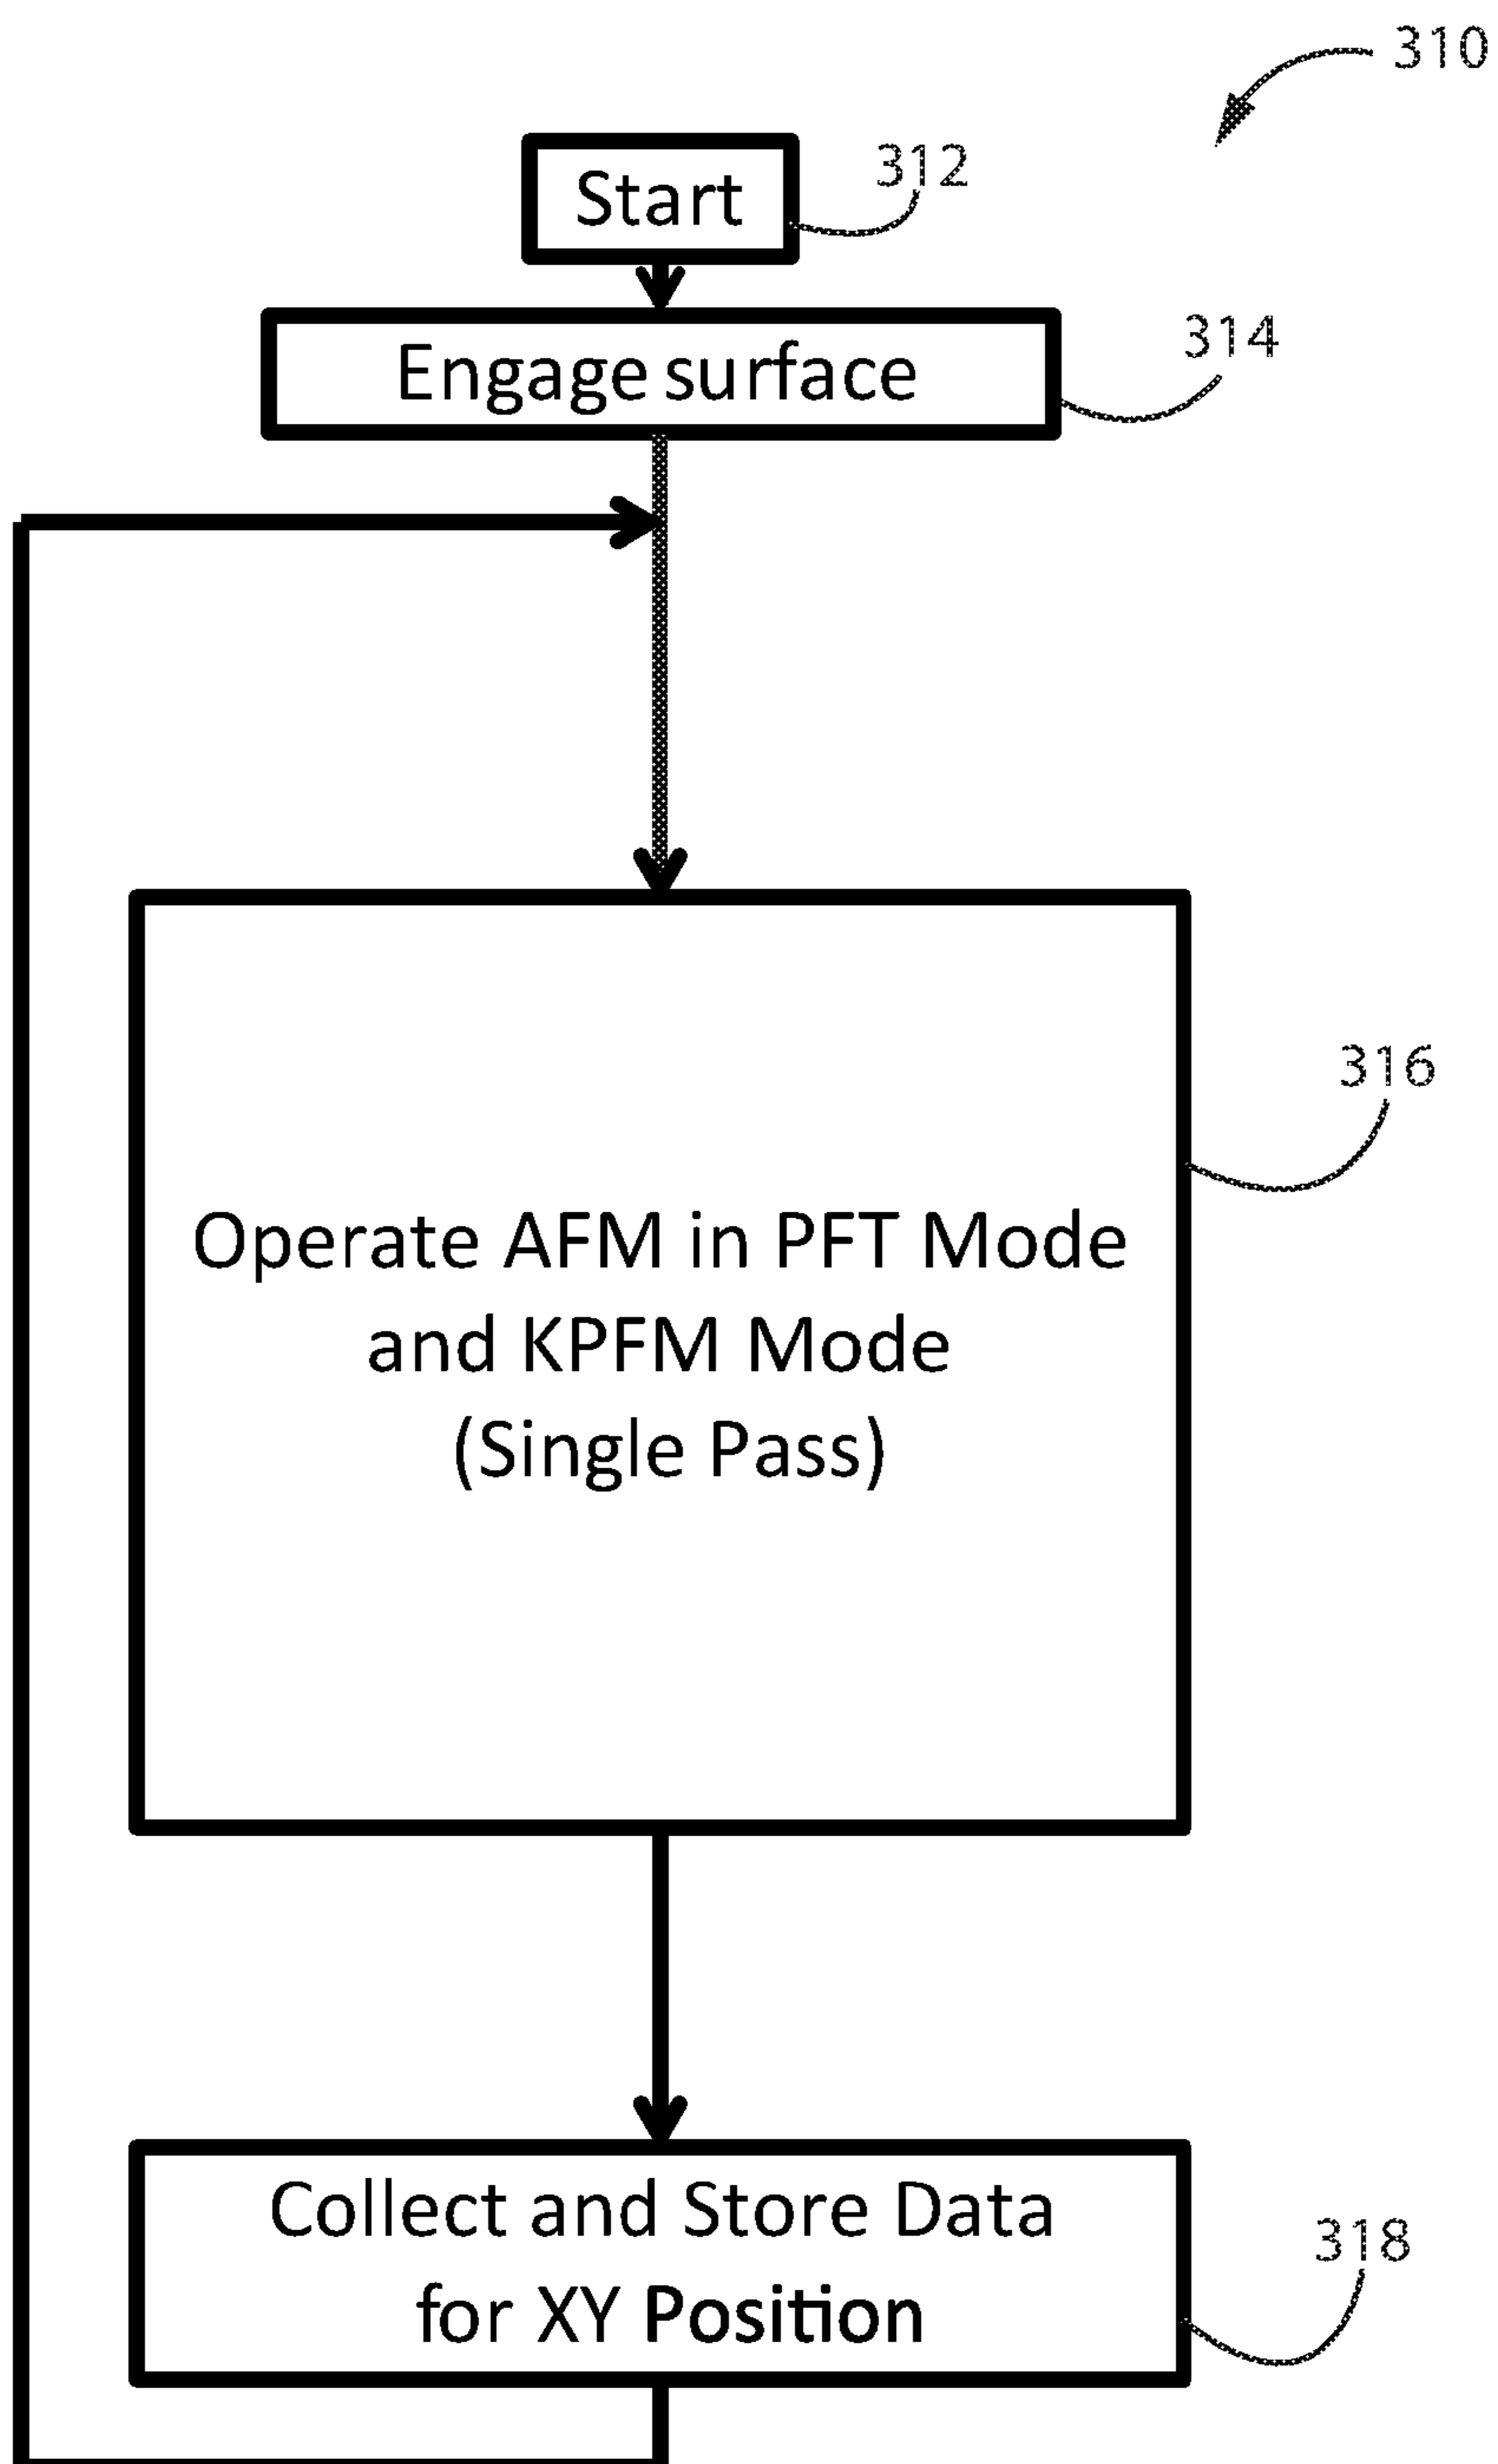 310
Start
312
Engage surface
314
316
Operate AFM in PFT Mode
and KPFM Mode
(Single Pass)
Collect and Store Data
for XY Position
318